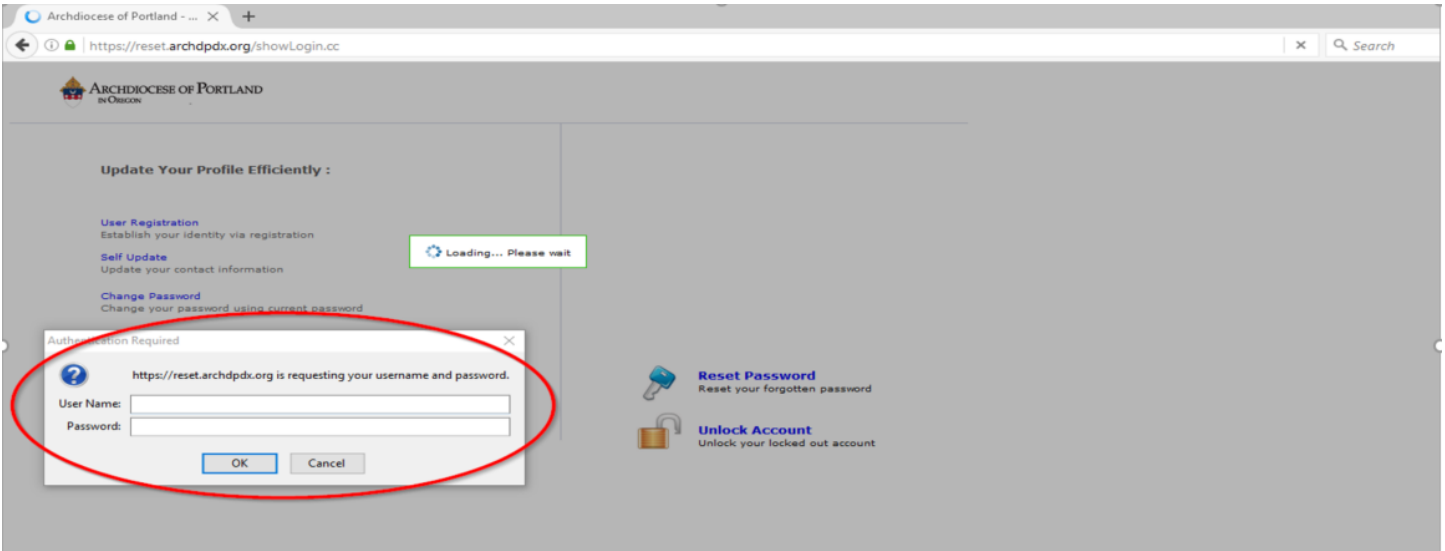 Archdiocese of Portland - ...
https://reset.archdpdx.org/showLogin.cc
Search
ARCHDIOCESE OF PORTLAND
IN OREGON
Update Your Profile Efficiently :
User Registration
Establish your identity via registration
Loading... Please wait
Self Update
Update your contact information
Change Password
Change your password using current password
Authentication Required
https://reset.archdpdx.org is requesting your username and password.
User Name:
Password:
OK Cancel
Reset Password
Reset your forgotten password
Unlock Account
Unlock your locked out account